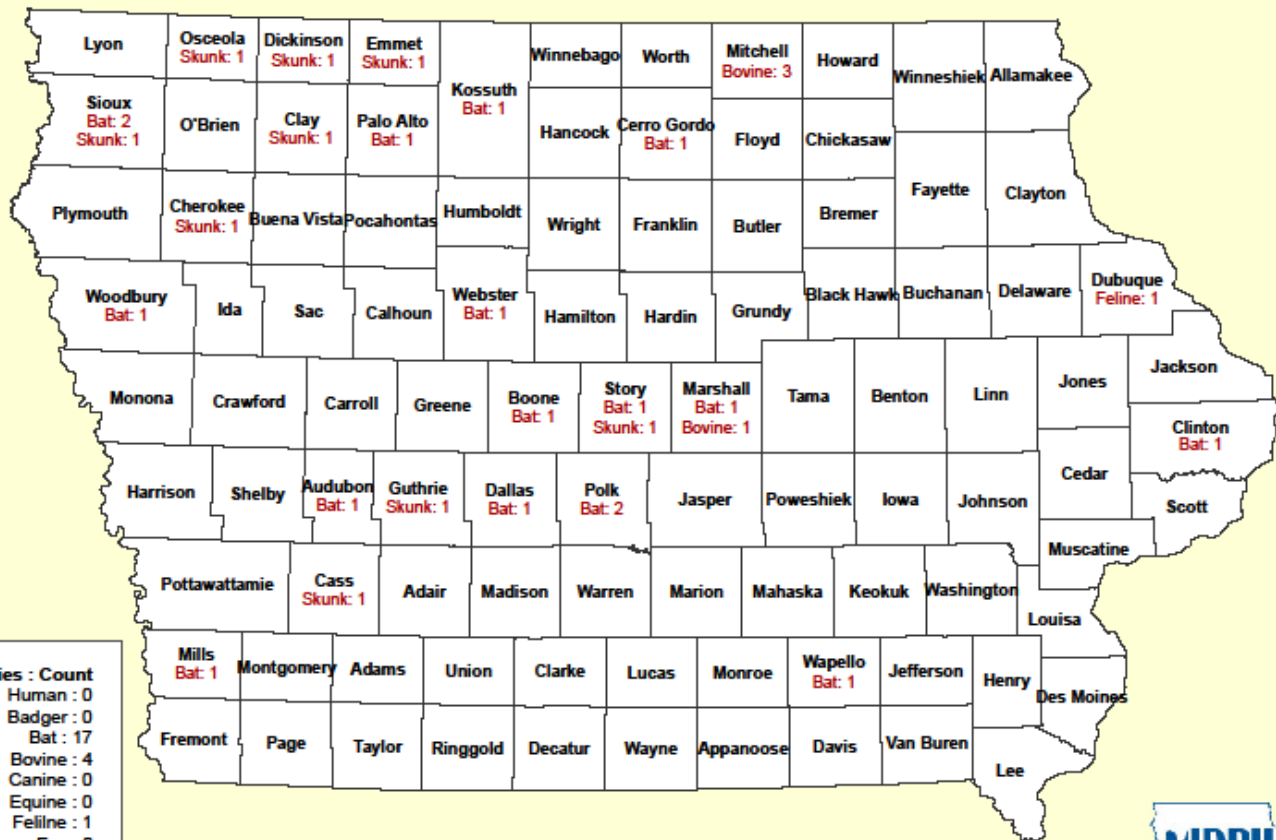 Lyon
Osceola
Skunk: 1
Dickinson
Skunk: 1
Emmet
Skunk: 1
Kossuth
Bat: 1
Winnebago
Worth
Mitchell
Bovine: 3
Howard
Winneshiek
Allamakee
Sioux
Bat: 2
Skunk: 1
O'Brien
Clay
Skunk: 1
Palo Alto
Bat: 1
Hancock
Cerro Gordo
Bat: 1
Floyd
Chickasaw
Fayette
Clayton
Plymouth
Cherokee
Skunk: 1
Buena Vista
Pocahontas
Humboldt
Wright
Franklin
Butler
Bremer
Woodbury
Bat: 1
Ida
Sac
Calhoun
Webster
Bat: 1
Hamilton
Hardin
Grundy
Black Hawk
Buchanan
Delaware
Dubuque
Feline: 1
Monona
Crawford
Carroll
Greene
Boone
Bat: 1
Story
Bat: 1
Skunk: 1
Marshall
Bat: 1
Bovine: 1
Tama
Benton
Linn
Jones
Jackson
Clinton
Bat: 1
Harrison
Shelby
Audubon
Bat: 1
Guthrie
Skunk: 1
Dallas
Bat: 1
Polk
Bat: 2
Jasper
Poweshiek
Iowa
Johnson
Cedar
Scott
Muscatine
Pottawattamie
Cass
Skunk: 1
Adair
Madison
Warren
Marion
Mahaska
Keokuk
Washington
Louisa
Mills
Bat: 1
Montgomery
Adams
Union
Clarke
Lucas
Monroe
Wapello
Bat: 1
Jefferson
Henry
Des Moines
Fremont
Page
Taylor
Ringgold
Decatur
Wayne
Appanoose
Davis
Van Buren
Lee
ies : Count
Human : 0
Badger : 0
Bat : 17
Bovine : 4
Canine : 0
Equine : 0
Felilne : 1